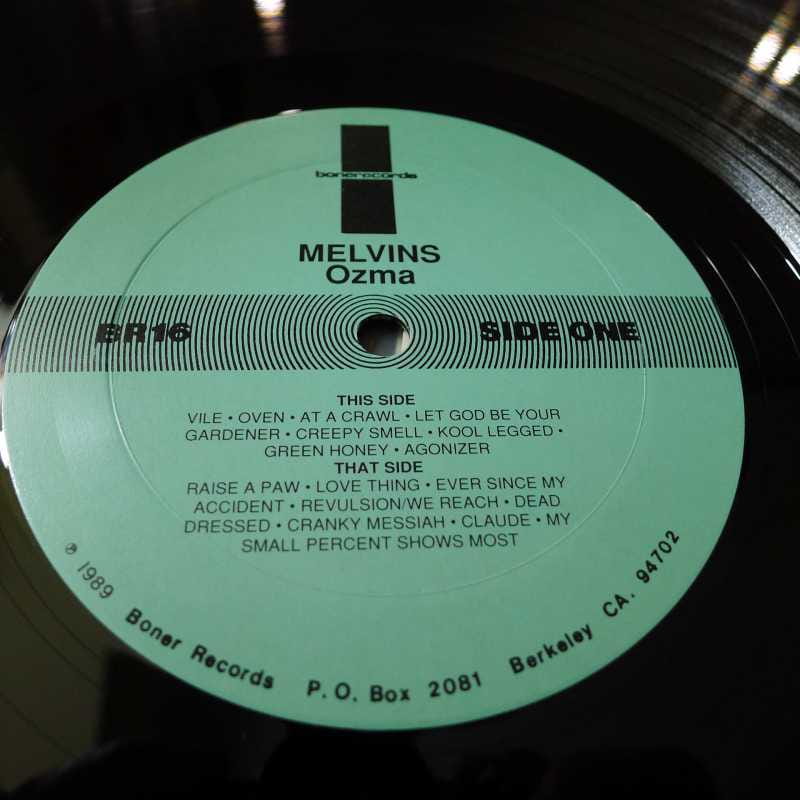 bonerecords
MELVINS
Ozma
BR16 SIDE ONE
THIS SIDE
VILE • OVEN • AT A CRAWL • LET GOD BE YOUR
GARDENER • CREEPY SMELL • KOOL LEGGED •
GREEN HONEY • AGONIZER
THAT SIDE
RAISE A PAW • LOVE THING • EVER SINCE MY
ACCIDENT • REVULSION/WE REACH • DEAD
DRESSED • CRANKY MESSIAH • CLAUDE • MY
SMALL PERCENT SHOWS MOST
℗ 1989 Boner Records P.O. Box 2081 Berkeley CA. 94702